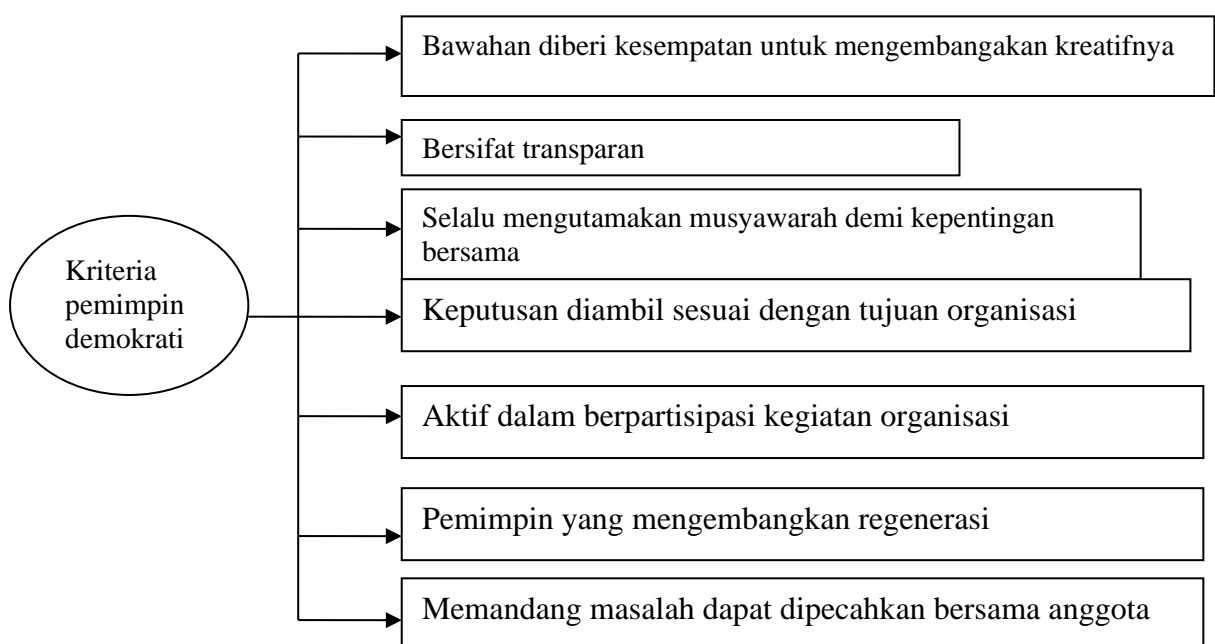 Kriteria
pemimpin
demokrati
Bawahan diberi kesempatan untuk mengembangakan kreatifnya
Bersifat transparan
Selalu mengutamakan musyawarah demi kepentingan
bersama
Keputusan diambil sesuai dengan tujuan organisasi
Aktif dalam berpartisipasi kegiatan organisasi
Pemimpin yang mengembangkan regenerasi
Memandang masalah dapat dipecahkan bersama anggota